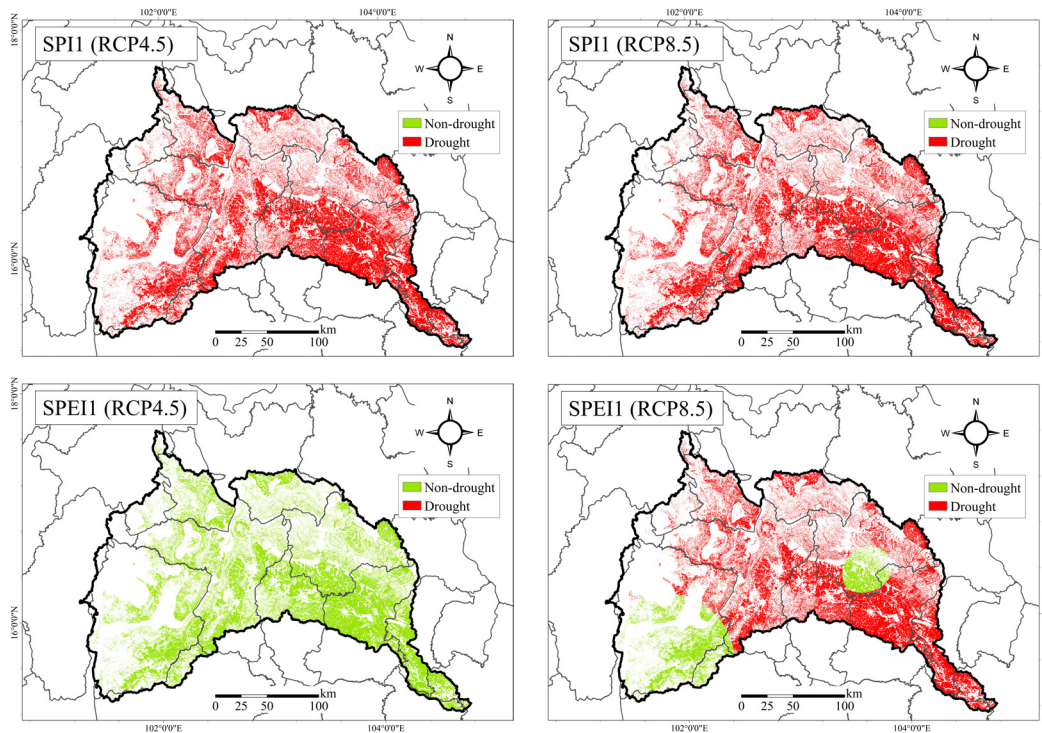 102°0'0"E 104°0'0"E 102°0'0"E 104°0'0"E
18°0'0"N
SPI1 (RCP4.5)
N
W E
S
Non-drought
Drought
16°0'0"N
km
0 25 50 100
SPI1 (RCP8.5)
N
W E
S
Non-drought
Drought
km
0 25 50 100
18°0'0"N
SPEI1 (RCP4.5)
N
W E
S
Non-drought
Drought
16°0'0"N
km
0 25 50 100
SPEI1 (RCP8.5)
N
W E
S
Non-drought
Drought
km
0 25 50 100
102°0'0"E 104°0'0"E 102°0'0"E 104°0'0"E